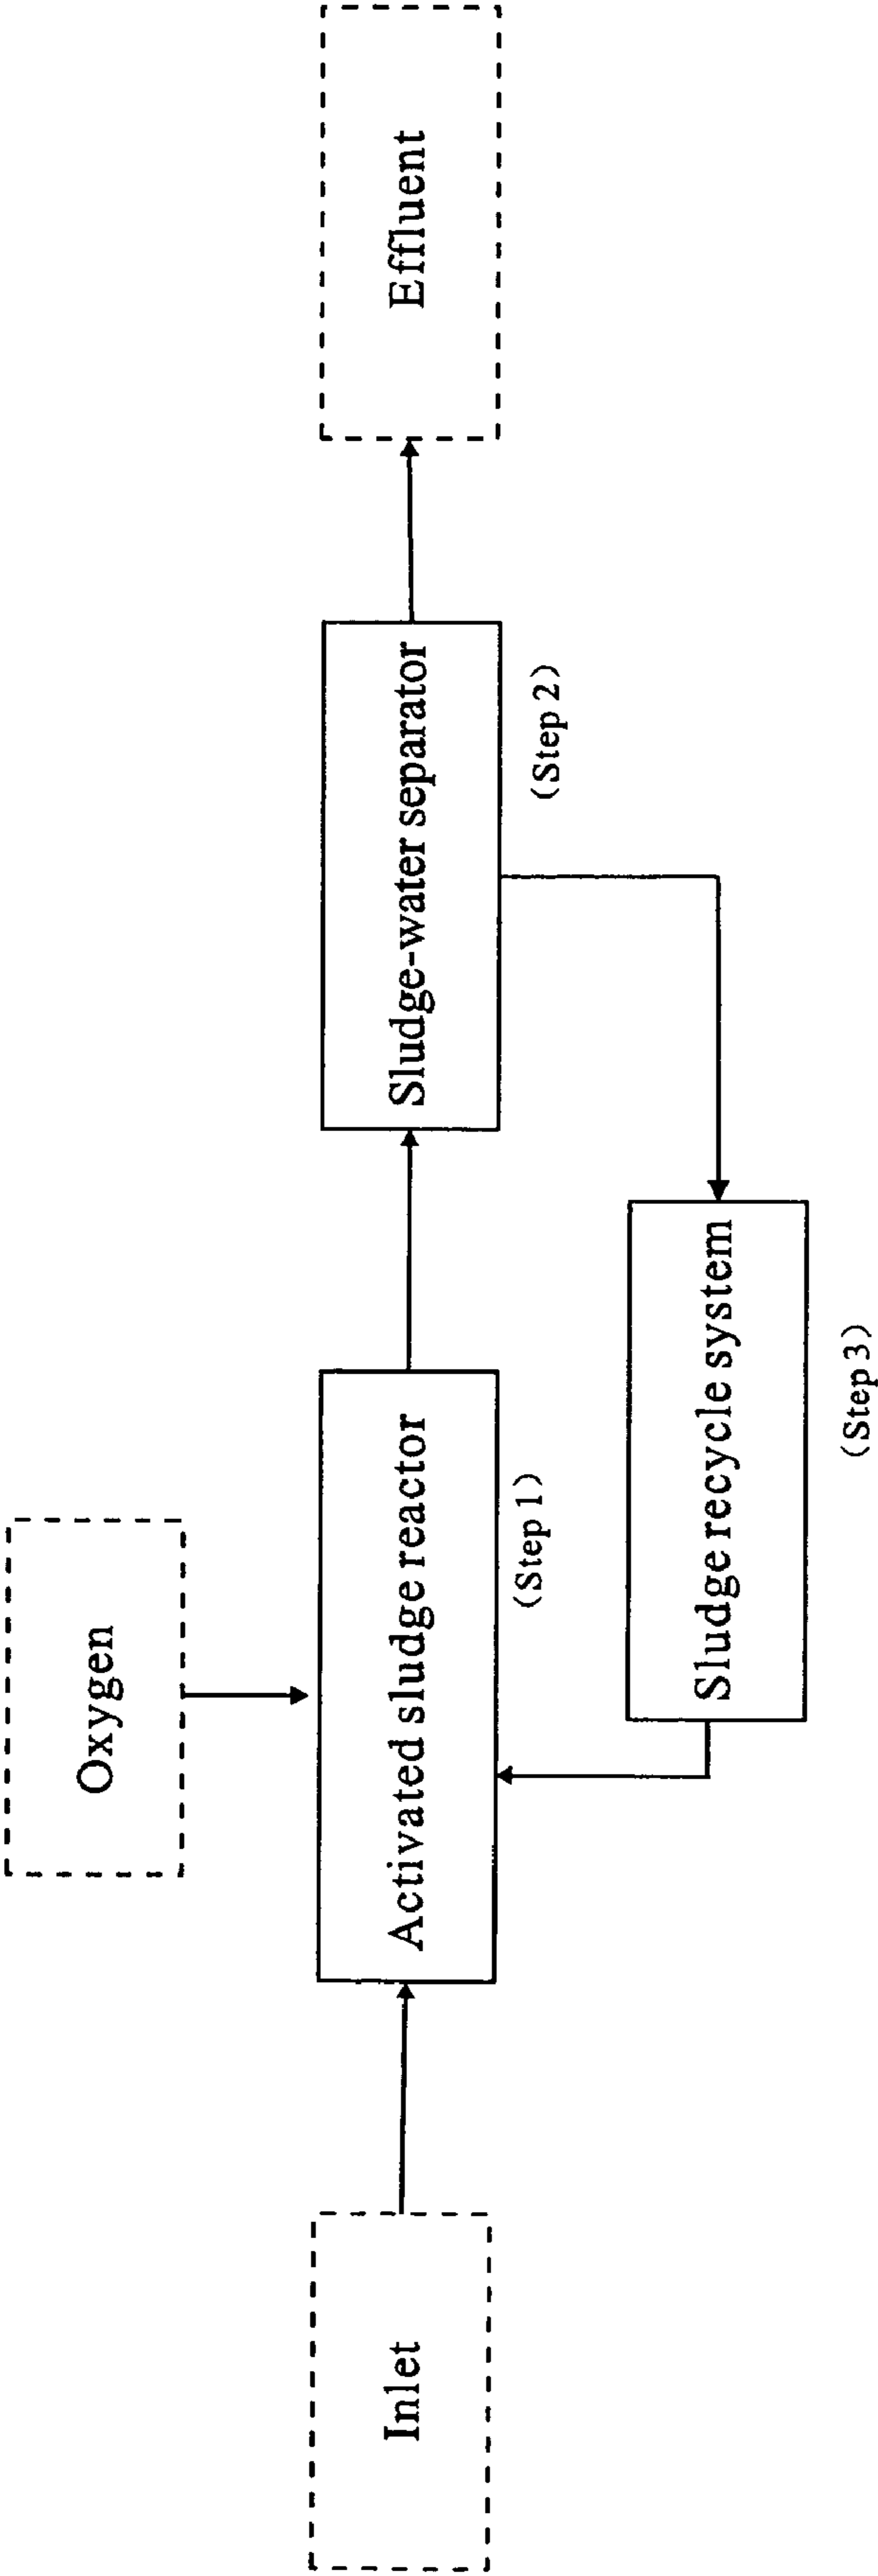 Oxygen
Inlet
Activated sludge reactor
(Step 1)
Sludge-water separator
(Step 2)
Effluent
Sludge recycle system
(Step 3)